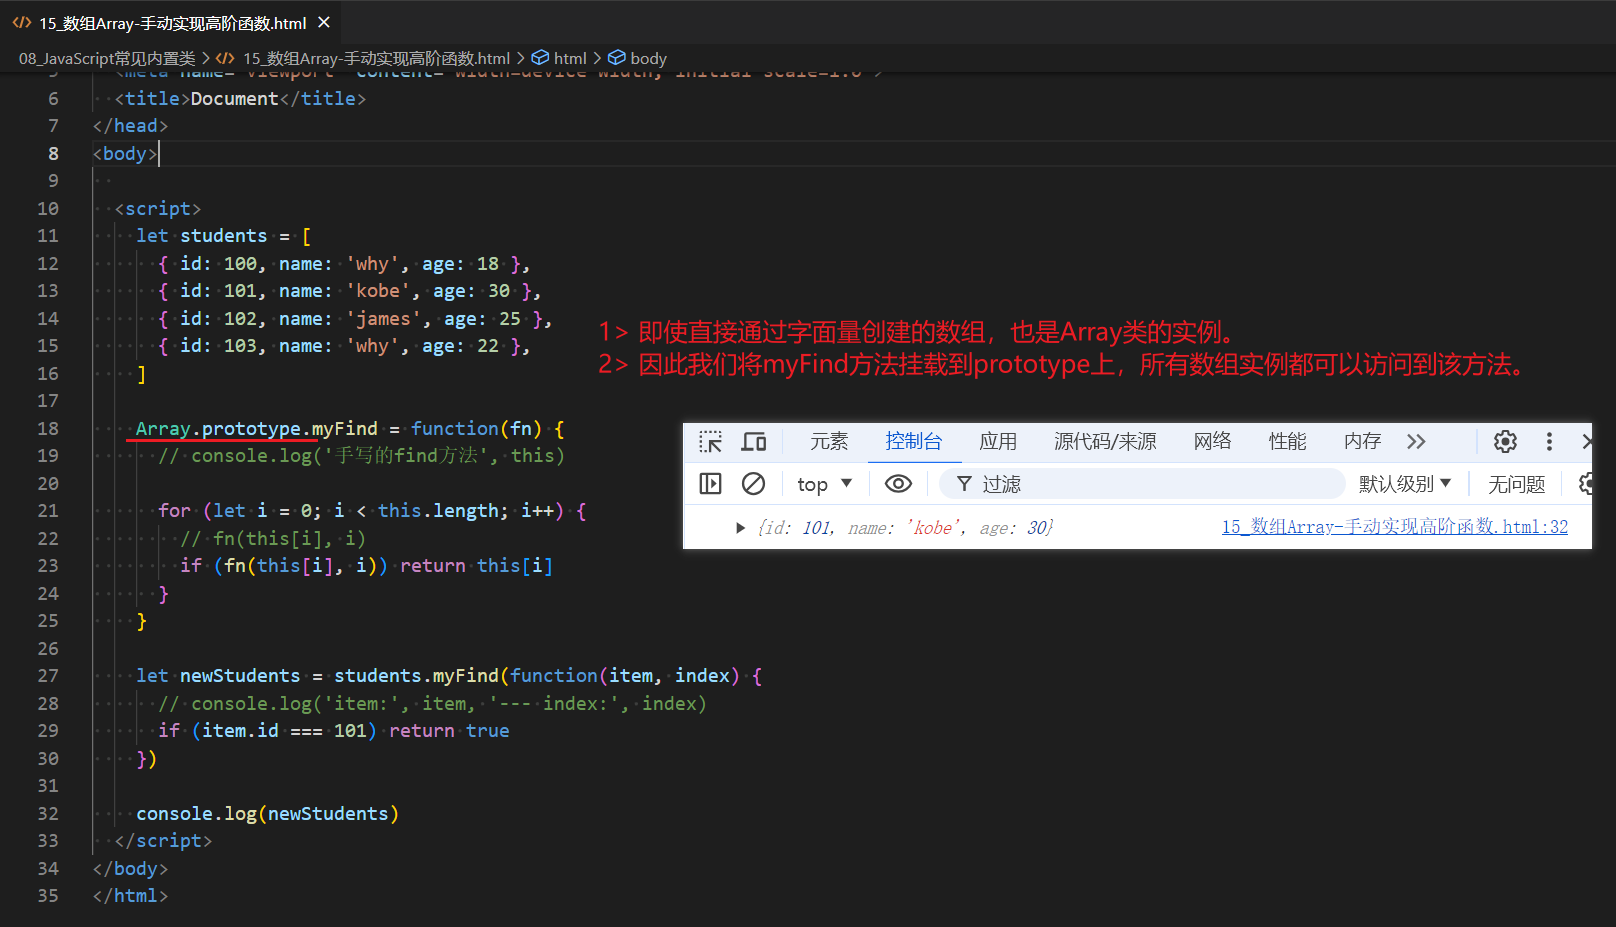 15_数组Array-手动实现高阶函数.html
08_JavaScript常见内置类 > 15_数组Array-手动实现高阶函数.html > html > body
5 <meta name="viewport" content="width=device-width, initial-scale=1.0">
6 <title>Document</title>
7 </head>
8 <body>
9
10 <script>
11 let students = [
12 { id: 100, name: 'why', age: 18 },
13 { id: 101, name: 'kobe', age: 30 },
14 { id: 102, name: 'james', age: 25 },
15 { id: 103, name: 'why', age: 22 },
16 ]
17
18 Array.prototype.myFind = function(fn) {
19 // console.log('手写的find方法', this)
20
21 for (let i = 0; i < this.length; i++) {
22 // fn(this[i], i)
23 if (fn(this[i], i)) return this[i]
24 }
25 }
26
27 let newStudents = students.myFind(function(item, index) {
28 // console.log('item:', item, '--- index:', index)
29 if (item.id === 101) return true
30 })
31
32 console.log(newStudents)
33 </script>
34 </body>
35 </html>
1> 即使直接通过字面量创建的数组，也是Array类的实例。
2> 因此我们将myFind方法挂载到prototype上，所有数组实例都可以访问到该方法。
元素 控制台 应用 源代码/来源 网络 性能 内存
top 过滤 默认级别 无问题
{id: 101, name: 'kobe', age: 30} 15_数组Array-手动实现高阶函数.html:32